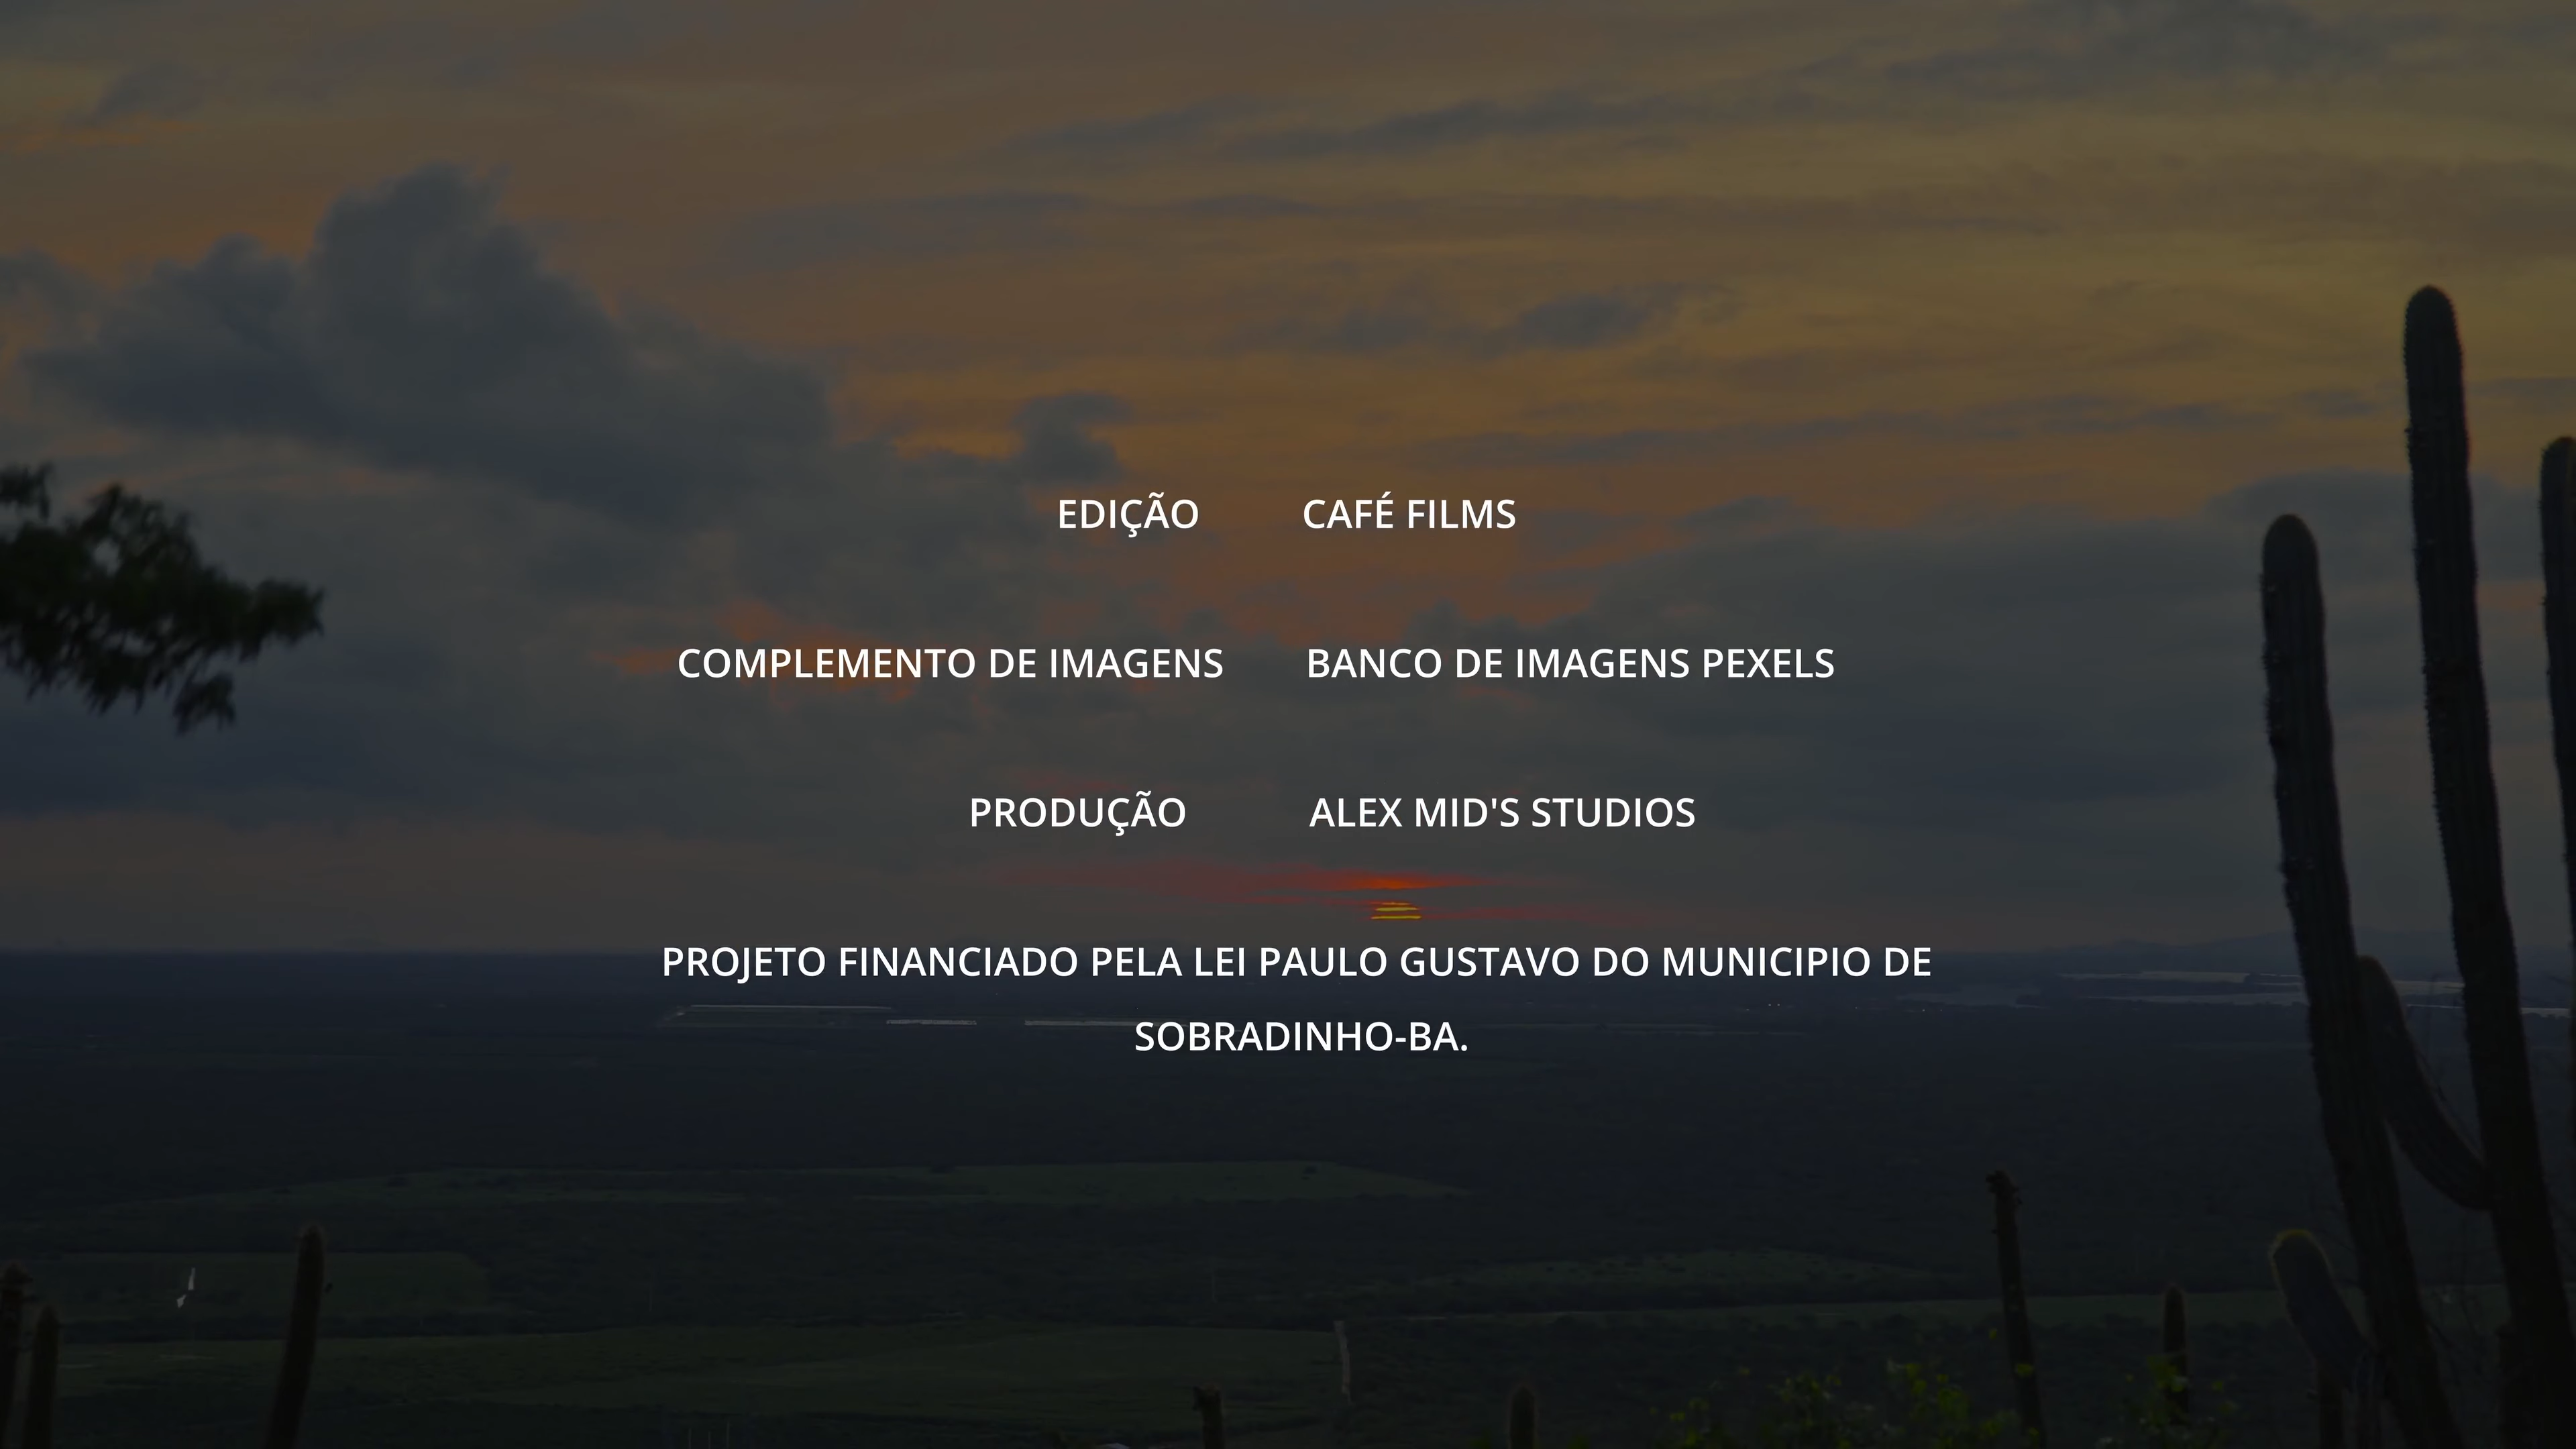 EDIÇÃO CAFÉ FILMS
COMPLEMENTO DE IMAGENS BANCO DE IMAGENS PEXELS
PRODUÇÃO ALEX MID'S STUDIOS
PROJETO FINANCIADO PELA LEI PAULO GUSTAVO DO MUNICIPIO DE
SOBRADINHO-BA.